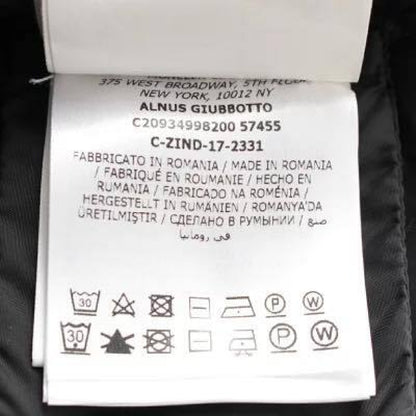 375 WEST BROADWAY, 5TH FLOOR
NEW YORK, 10012 NY
ALNUS GIUBBOTTO
C20934998200 57455
C-ZIND-17-2331
FABBRICATO IN ROMANIA / MADE IN ROMANIA
/ FABRIQUÉ EN ROUMANIE / HECHO EN
RUMANIA / FABRICADO NA ROMÉNIA /
HERGESTELLT IN RUMÄNIEN / ROMANYA'DA
ÜRETILMIŞTIR / СДЕЛАНО В РУМЫНИИ / صنع
في رومانيا
30 P W
30 P W